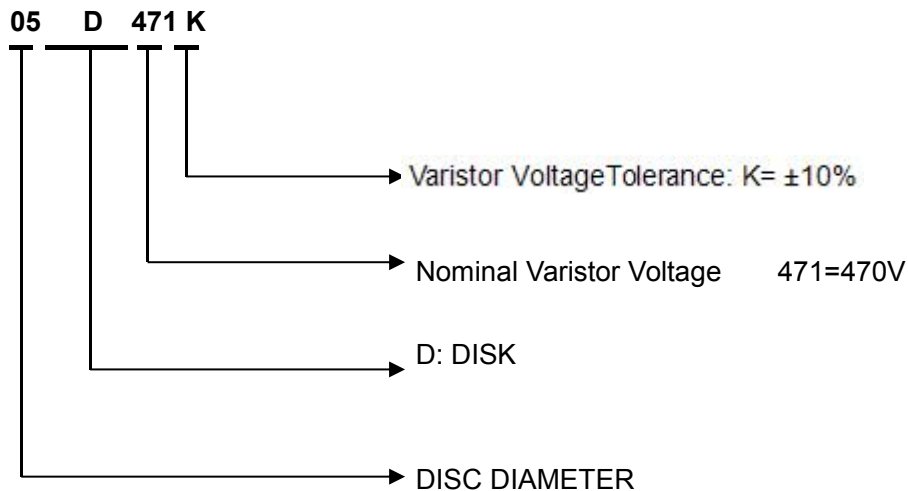 05 D 471 K
Varistor VoltageTolerance: K= ±10%
Nominal Varistor Voltage 471=470V
D: DISK
DISC DIAMETER